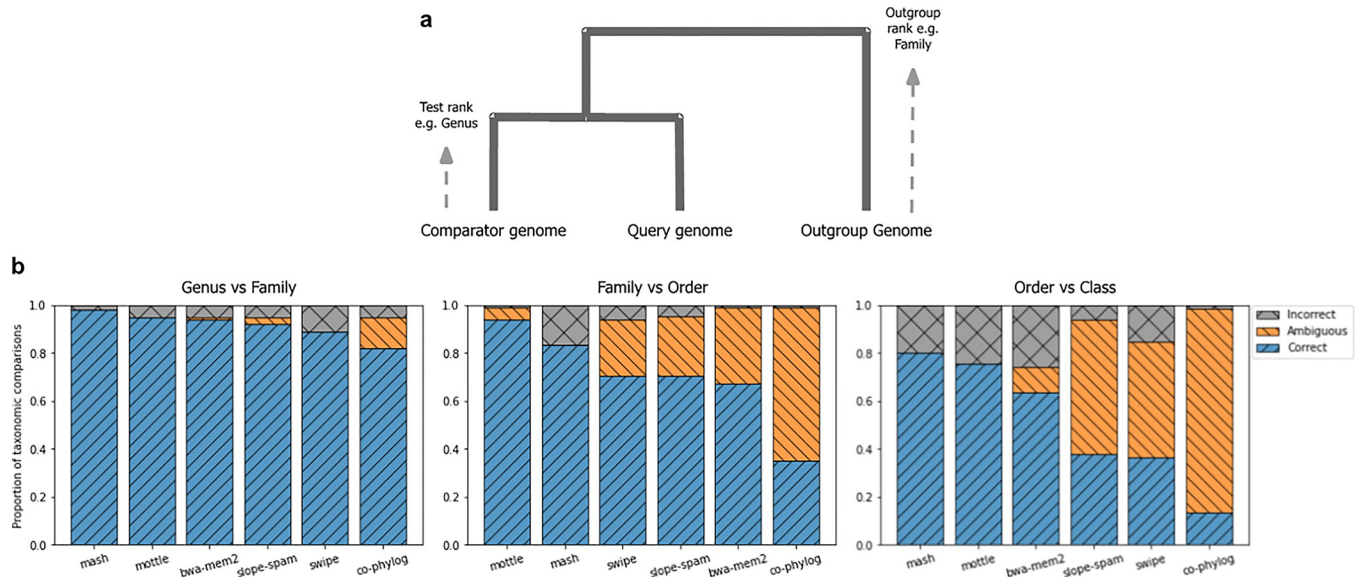 a
Outgroup
rank e.g.
Family
Test rank
e.g. Genus
Comparator genome
Query genome
Outgroup Genome
b
Genus vs Family
Proportion of taxonomic comparisons
1.0
0.8
0.6
0.4
0.2
0.0
mash
mottle
bwa-mem2
slope-spam
swipe
co-phylog
Family vs Order
1.0
0.8
0.6
0.4
0.2
0.0
mottle
mash
swipe
slope-spam
bwa-mem2
co-phylog
Order vs Class
1.0
0.8
0.6
0.4
0.2
0.0
mash
mottle
bwa-mem2
slope-spam
swipe
co-phylog
Incorrect
Ambiguous
Correct